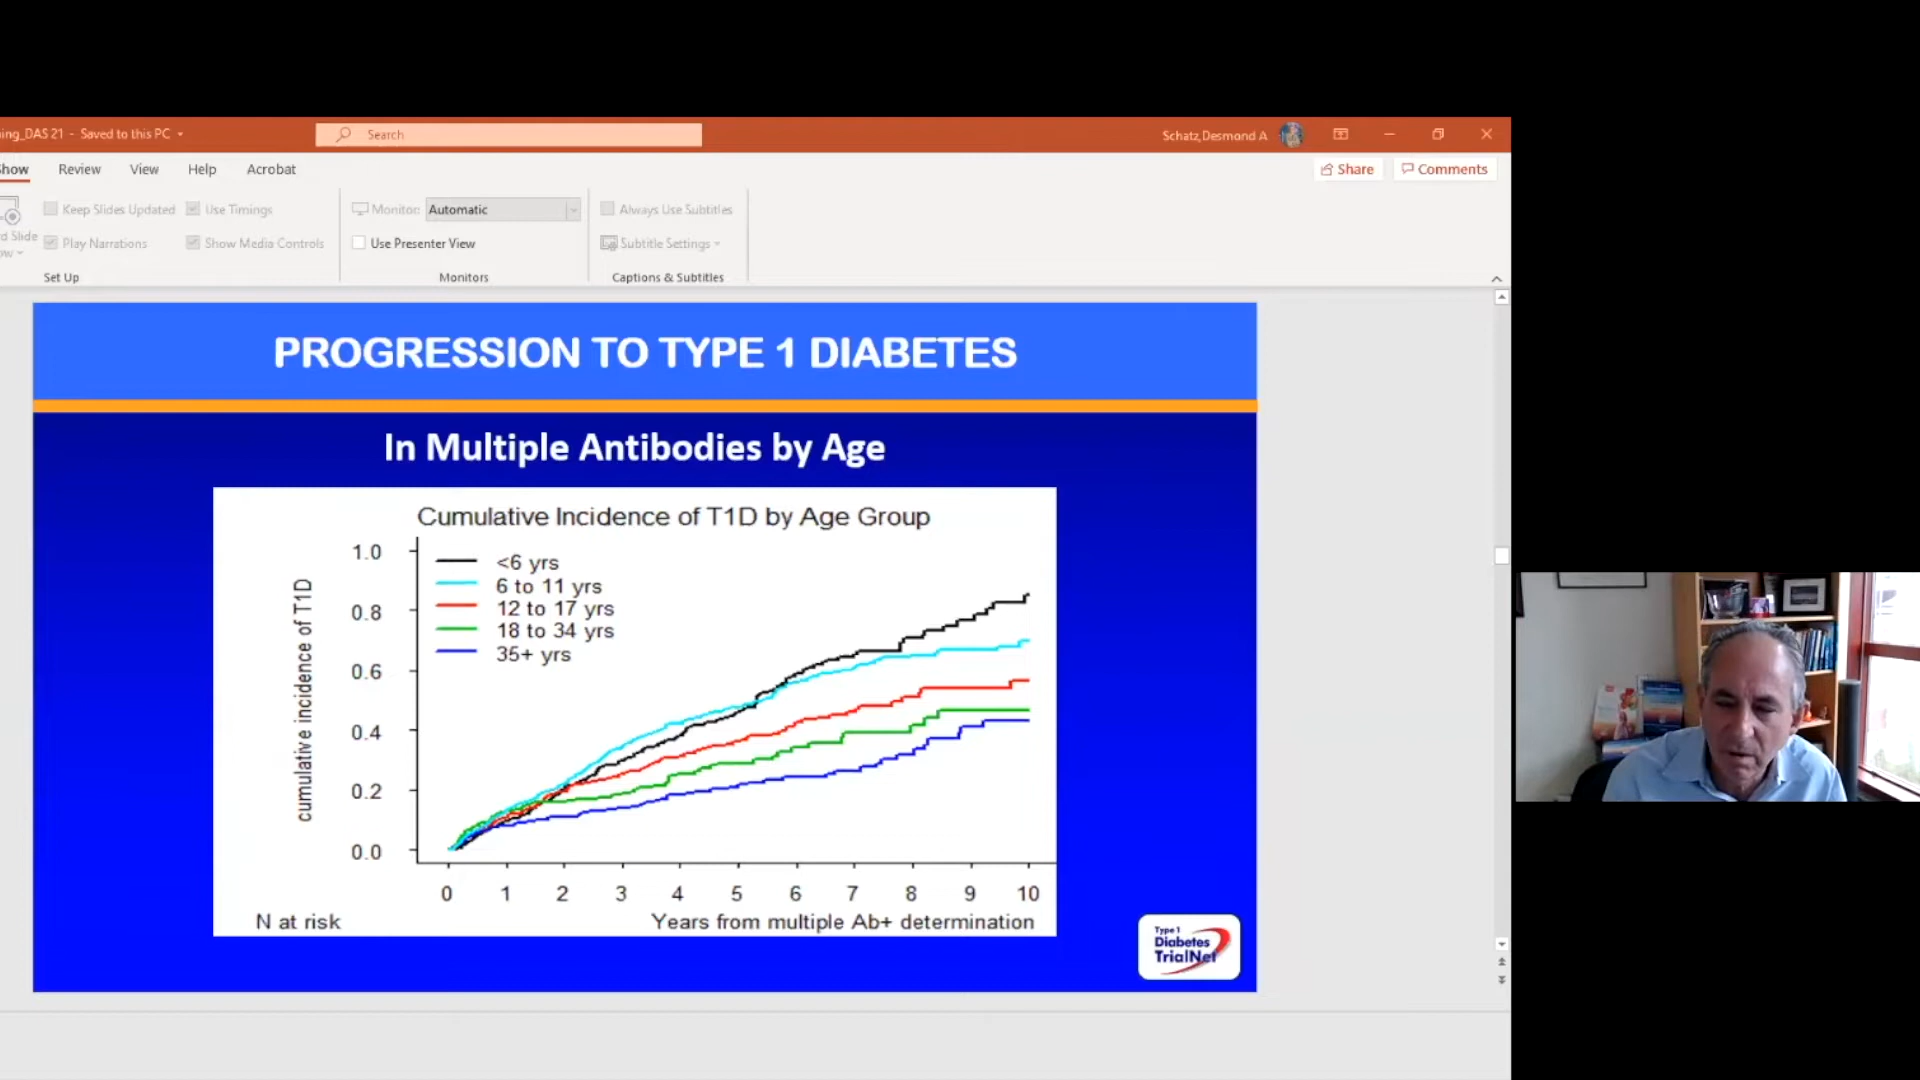 ing_DAS 21 - Saved to this PC
Search
Schatz,Desmond A
Show
Review
View
Help
Acrobat
Share
Comments
Keep Slides Updated
Use Timings
Monitor:
Automatic
Always Use Subtitles
d Slide
ow
Play Narrations
Show Media Controls
Use Presenter View
Subtitle Settings
Set Up
Monitors
Captions & Subtitles
PROGRESSION TO TYPE 1 DIABETES
In Multiple Antibodies by Age
Cumulative Incidence of T1D by Age Group
cumulative incidence of T1D
1.0
0.8
0.6
0.4
0.2
0.0
<6 yrs
6 to 11 yrs
12 to 17 yrs
18 to 34 yrs
35+ yrs
0 1 2 3 4 5 6 7 8 9 10
N at risk
Years from multiple Ab+ determination
Type 1
Diabetes
TrialNet